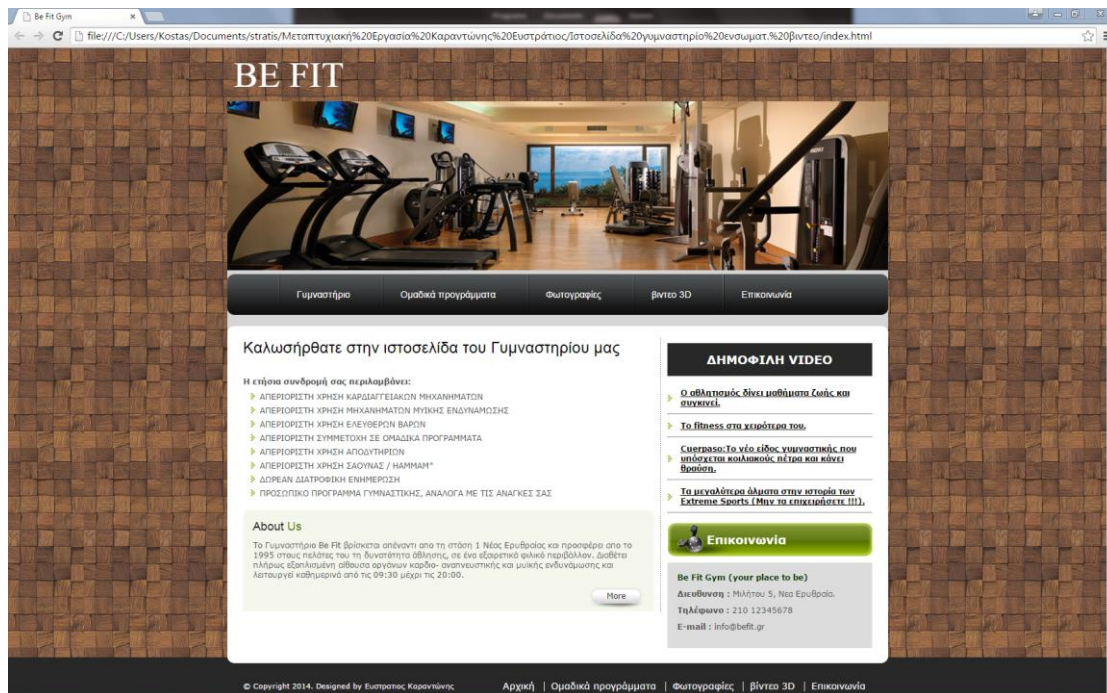 Be Fit Gym
file:///C:/Users/Kostas/Documents/stratis/Μεταπτυχιακή%20Εργασία%20Καραντώνης%20Ευστράτιος/Ιστοσελίδα%20γυμναστηρίο%20ενσωματ.%20βιντεο/index.html
BE FIT
Γυμναστήριο Ομαδικά προγράμματα Φωτογραφίες βιντεο 3D Επικοινωνία
Καλωσήρθατε στην ιστοσελίδα του Γυμναστηρίου μας
Η ετήσια συνδρομή σας περιλαμβάνει:
ΑΠΕΡΙΟΡΙΣΤΗ ΧΡΗΣΗ ΚΑΡΔΙΑΓΓΕΙΑΚΩΝ ΜΗΧΑΝΗΜΑΤΩΝ
ΑΠΕΡΙΟΡΙΣΤΗ ΧΡΗΣΗ ΜΗΧΑΝΗΜΑΤΩΝ ΜΥΙΚΗΣ ΕΝΔΥΝΑΜΩΣΗΣ
ΑΠΕΡΙΟΡΙΣΤΗ ΧΡΗΣΗ ΕΛΕΥΘΕΡΩΝ ΒΑΡΩΝ
ΑΠΕΡΙΟΡΙΣΤΗ ΣΥΜΜΕΤΟΧΗ ΣΕ ΟΜΑΔΙΚΑ ΠΡΟΓΡΑΜΜΑΤΑ
ΑΠΕΡΙΟΡΙΣΤΗ ΧΡΗΣΗ ΑΠΟΔΥΤΗΡΙΩΝ
ΑΠΕΡΙΟΡΙΣΤΗ ΧΡΗΣΗ ΣΑΟΥΝΑΣ / HAMMAM*
ΔΩΡΕΑΝ ΔΙΑΤΡΟΦΙΚΗ ΕΝΗΜΕΡΩΣΗ
ΠΡΟΣΩΠΙΚΟ ΠΡΟΓΡΑΜΜΑ ΓΥΜΝΑΣΤΙΚΗΣ, ΑΝΑΛΟΓΑ ΜΕ ΤΙΣ ΑΝΑΓΚΕΣ ΣΑΣ
About Us
Το Γυμναστήριο Be Fit βρίσκεται απέναντι απο τη στάση 1 Νέας Ερυθραίας και προσφέρει απο το
1995 στους πελάτες του τη δυνατότητα άθλησης, σε ένα εξαιρετικά φιλικό περιβάλλον. Διαθέτει
πλήρως εξοπλισμένη αίθουσα οργάνων καρδιο- αναπνευστικής και μυϊκής ενδυνάμωσης και
λειτουργεί καθημερινά από τις 09:30 μέχρι τις 20:00.
More
ΔΗΜΟΦΙΛΗ VIDEO
Ο αθλητισμός δίνει μαθήματα ζωής και
συγκινεί.
Το fitness στα χειρότερα του.
Cuerpaso:Το νέο είδος γυμναστικής που
υπόσχεται κοιλιακούς πέτρα και κάνει
θραύση.
Τα μεγαλύτερα άλματα στην ιστορία των
Extreme Sports (Μην τα επιχειρήσετε !!!).
Επικοινωνία
Be Fit Gym (your place to be)
Διευθυνση : Μιλήτου 5, Νεα Ερυθραία.
Τηλέφωνο : 210 12345678
E-mail : info@befit.gr
© Copyright 2014. Designed by Ευστρατιος Καραντώνης
Αρχική | Ομαδικά προγράμματα | Φωτογραφίες | βίντεο 3D | Επικοινωνία